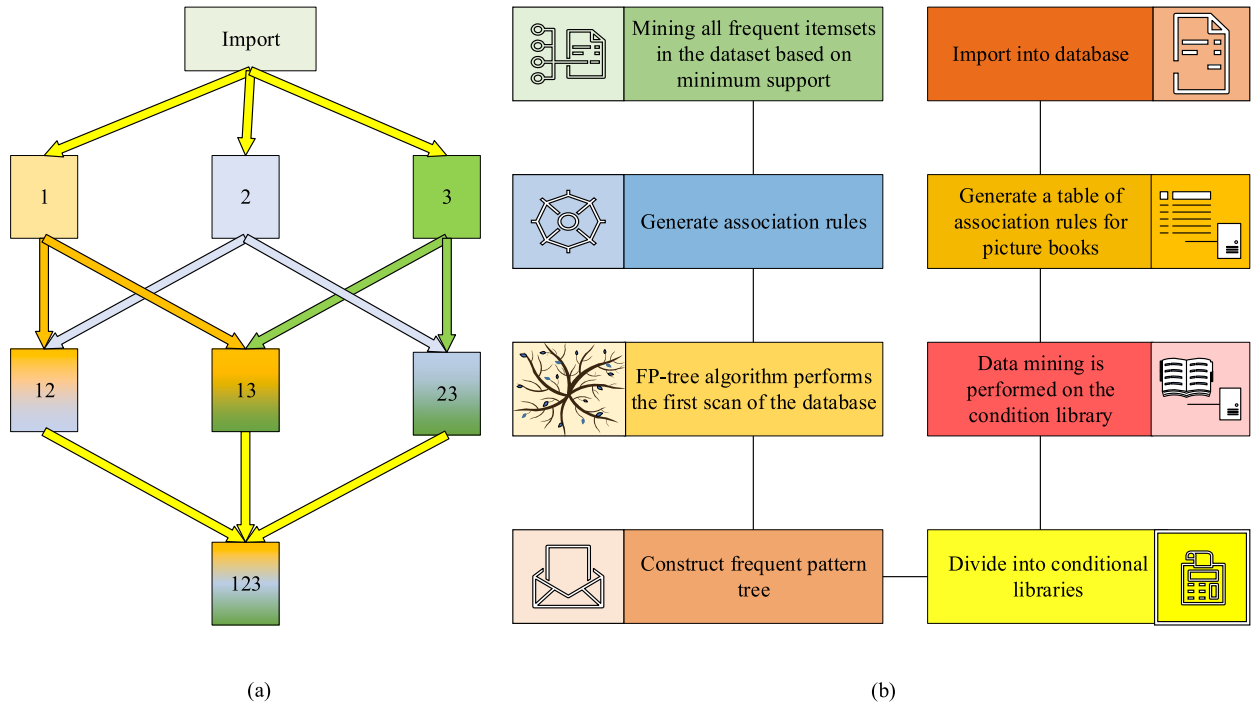 Import
1
2
3
12
13
23
123
(a)
Mining all frequent itemsets
in the dataset based on
minimum support
Generate association rules
FP-tree algorithm performs
the first scan of the database
Construct frequent pattern
tree
Import into database
Generate a table of
association rules for
picture books
Data mining is
performed on the
condition library
Divide into conditional
libraries
(b)